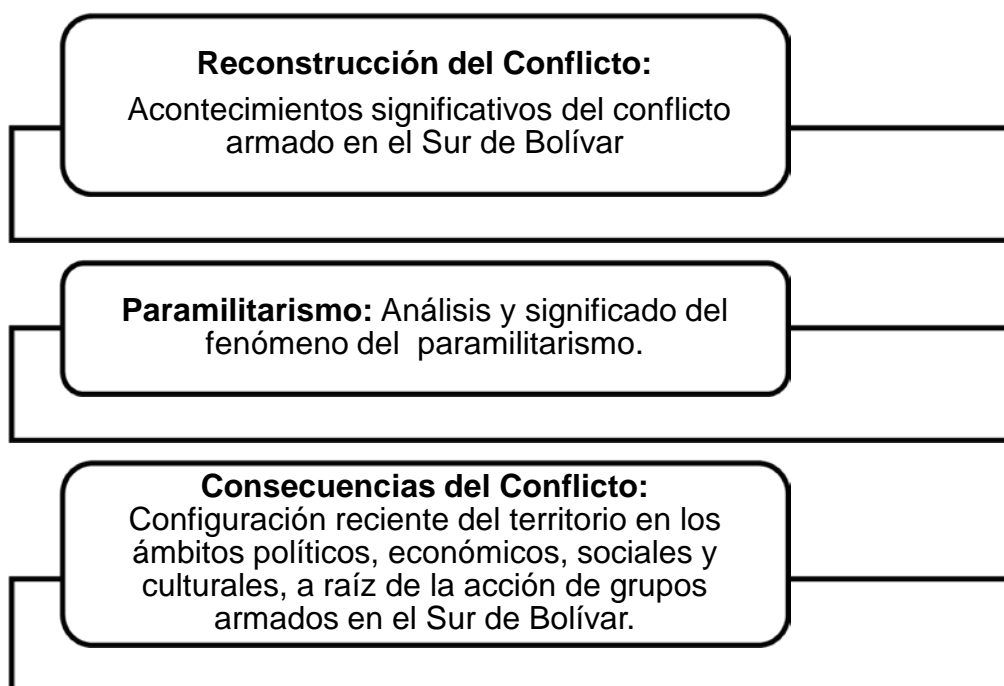 Reconstrucción del Conflicto:
Acontecimientos significativos del conflicto
armado en el Sur de Bolívar
Paramilitarismo: Análisis y significado del
fenómeno del  paramilitarismo.
Consecuencias del Conflicto:
Configuración reciente del territorio en los
ámbitos políticos, económicos, sociales y
culturales, a raíz de la acción de grupos
armados en el Sur de Bolívar.